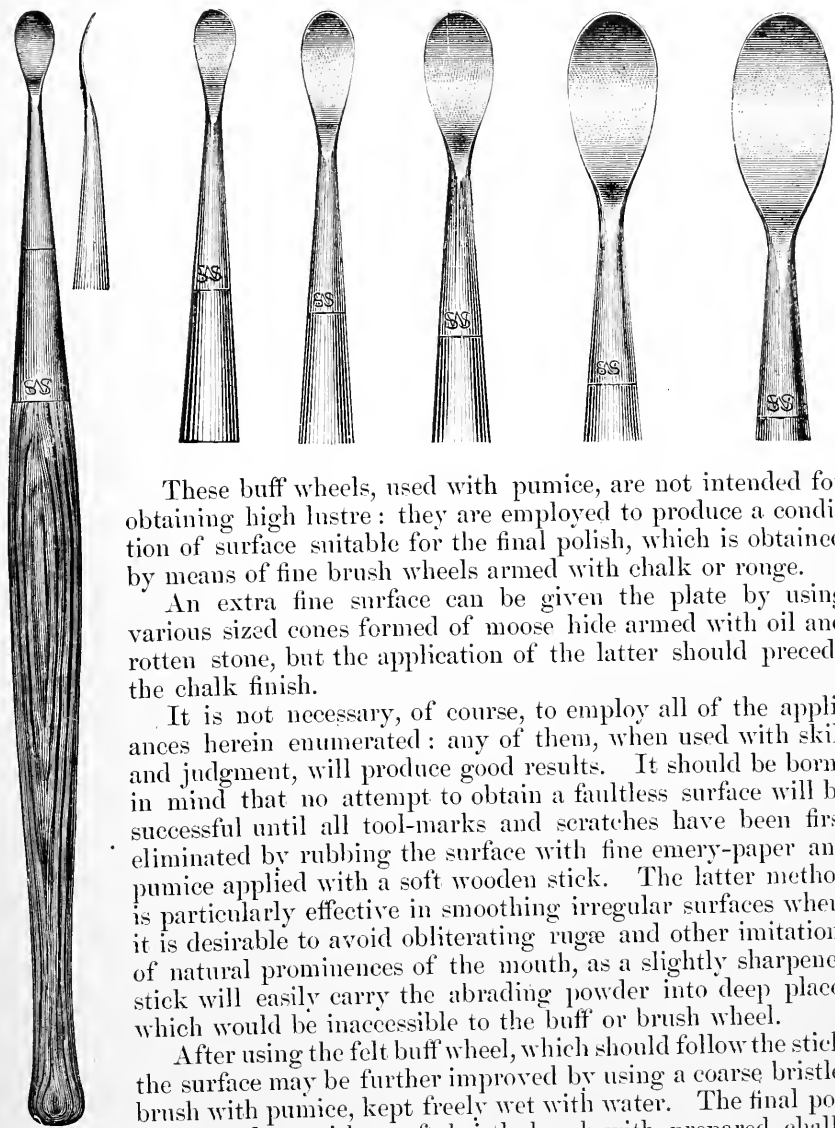 SSW
SSW
SSW
SSW
SSW
SSW
These buff wheels, used with pumice, are not intended fo
obtaining high lustre : they are employed to produce a condi
tion of surface suitable for the final polish, which is obtaine
by means of fine brush wheels armed with chalk or rouge.
An extra fine surface can be given the plate by using
various sized cones formed of moose hide armed with oil and
rotten stone, but the application of the latter should preced
the chalk finish.
It is not necessary, of course, to employ all of the appli
ances herein enumerated : any of them, when used with skil
and judgment, will produce good results. It should be born
in mind that no attempt to obtain a faultless surface will b
successful until all tool-marks and scratches have been firs
eliminated by rubbing the surface with fine emery-paper an
pumice applied with a soft wooden stick. The latter metho
is particularly effective in smoothing irregular surfaces wher
it is desirable to avoid obliterating rugæ and other imitation
of natural prominences of the mouth, as a slightly sharpene
stick will easily carry the abrading powder into deep place
which would be inaccessible to the buff or brush wheel.
After using the felt buff wheel, which should follow the stick
the surface may be further improved by using a coarse bristle
brush with pumice, kept freely wet with water. The final po